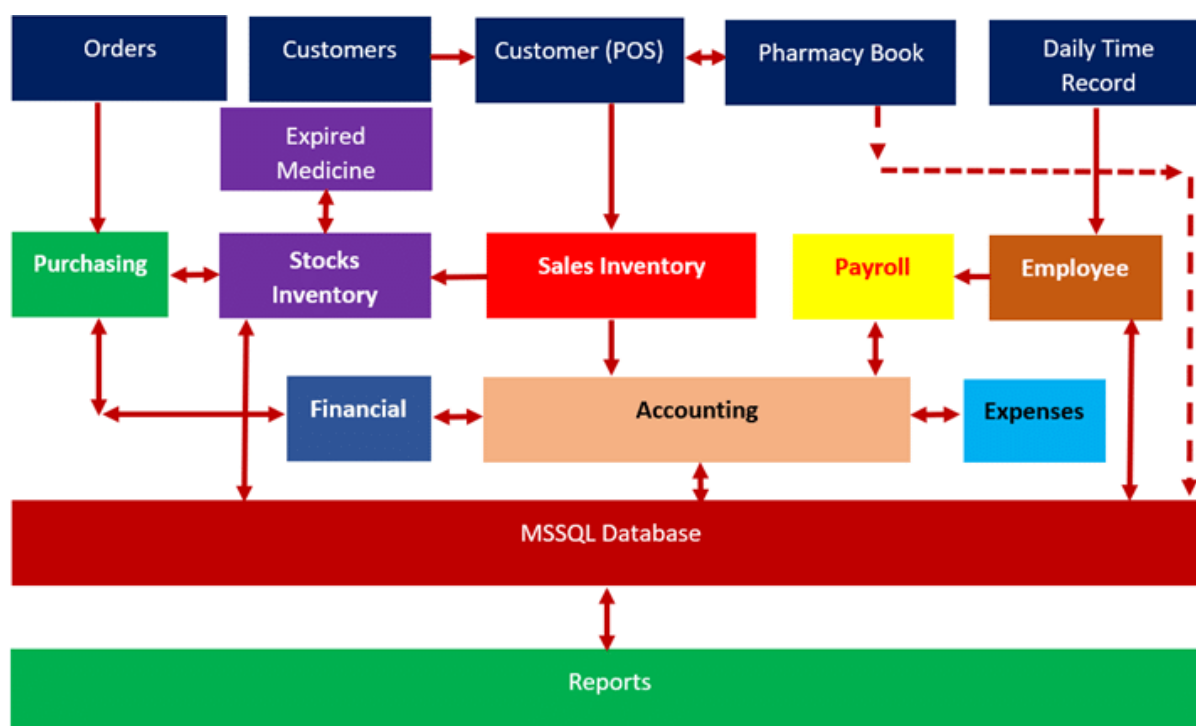 Orders
Customers
Customer (POS)
Pharmacy Book
Daily Time
Record
Expired
Medicine
Purchasing
Stocks
Inventory
Sales Inventory
Payroll
Employee
Financial
Accounting
Expenses
MSSQL Database
Reports